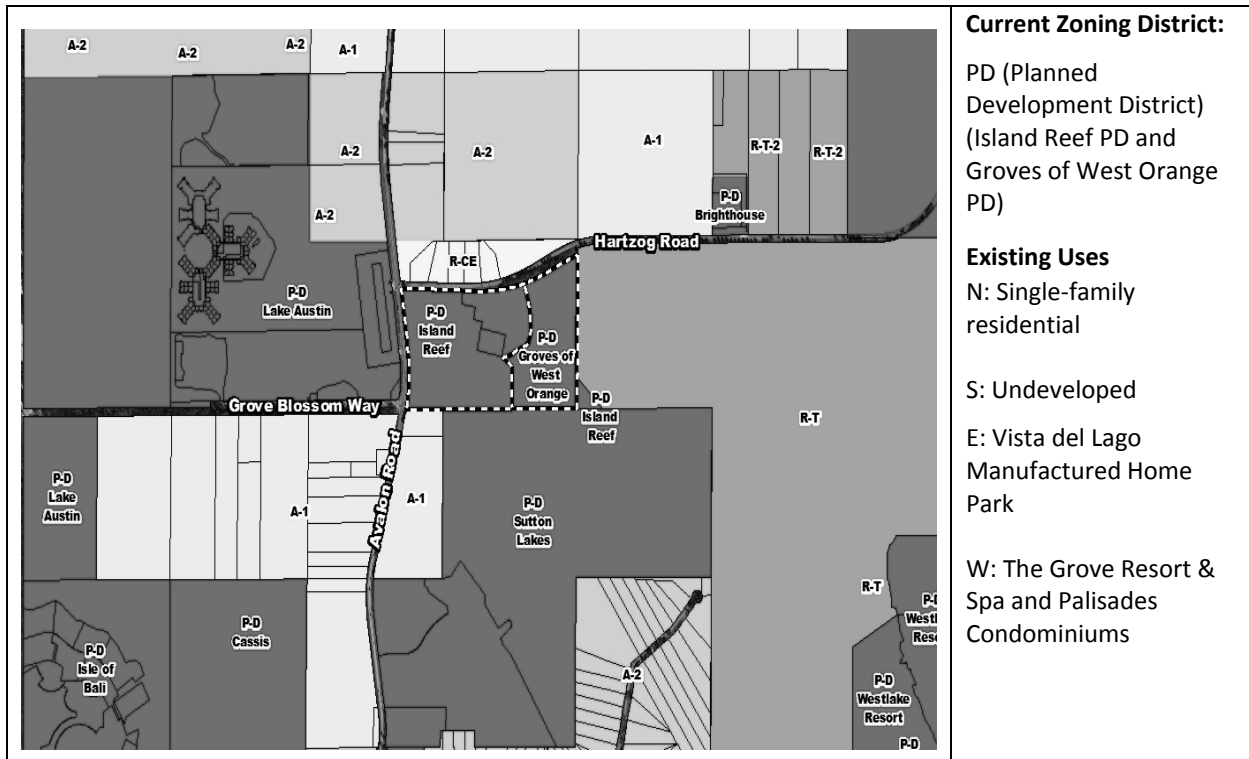 A-2
A-2
A-2
A-1
A-2
A-2
A-1
R-T-2
R-T-2
P-D
Brighthouse
A-2
Hartzog Road
R-CE
P-D
Lake Austin
P-D
Island
Reef
P-D
Groves of
West
Orange
Grove Blossom Way
P-D
Island
Reef
R-T
P-D
Lake
Austin
A-1
Avalon Road
A-1
P-D
Sutton
Lakes
P-D
Cassis
P-D
Isle of
Bali
A-2
R-T
P-D
Westlake
Resort
P-D
Current Zoning District:
PD (Planned
Development District)
(Island Reef PD and
Groves of West Orange
PD)
Existing Uses
N: Single-family
residential
S: Undeveloped
E: Vista del Lago
Manufactured Home
Park
W: The Grove Resort &
Spa and Palisades
Condominiums